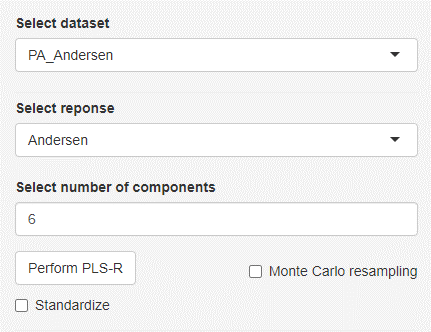 Select dataset
PA_Andersen
Select reponse
Andersen
Select number of components
6
Perform PLS-R
Monte Carlo resampling
Standardize